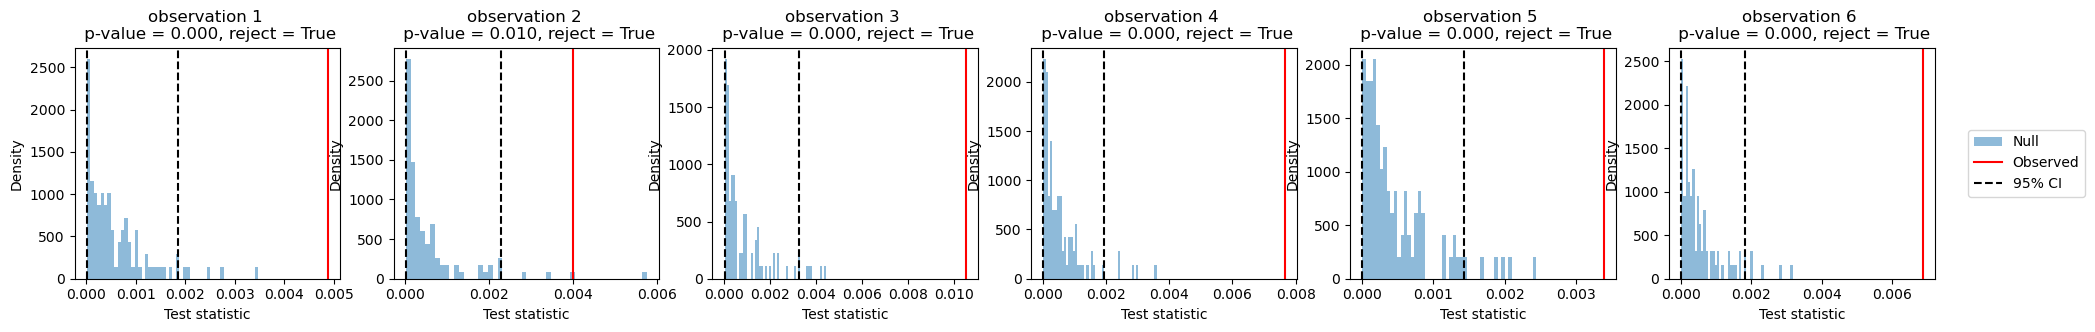 observation 1
p-value = 0.000, reject = True
Density
2500
2000
1500
1000
500
0
0.000 0.001 0.002 0.003 0.004 0.005
Test statistic
observation 2
p-value = 0.010, reject = True
Density
2500
2000
1500
1000
500
0
0.000 0.002 0.004 0.006
Test statistic
observation 3
p-value = 0.000, reject = True
Density
2000
1750
1500
1250
1000
750
500
250
0
0.000 0.002 0.004 0.006 0.008 0.010
Test statistic
observation 4
p-value = 0.000, reject = True
Density
2000
1500
1000
500
0
0.000 0.002 0.004 0.006 0.008
Test statistic
observation 5
p-value = 0.000, reject = True
Density
2000
1500
1000
500
0
0.000 0.001 0.002 0.003
Test statistic
observation 6
p-value = 0.000, reject = True
Density
2500
2000
1500
1000
500
0
0.000 0.002 0.004 0.006
Test statistic
Null
Observed
95% CI